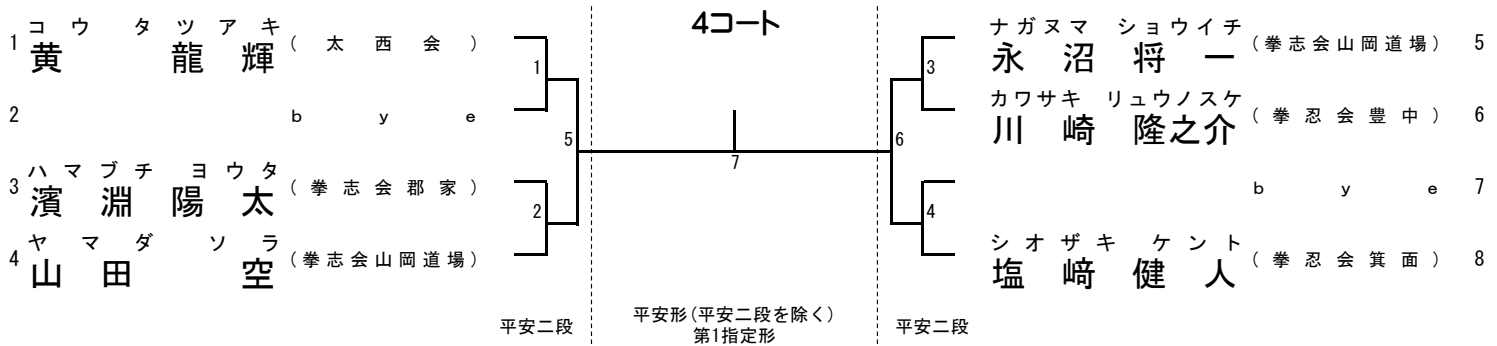 4コート
コウ タツアキ
1 黄 龍輝 (太西会)
2 bye
ハマブチ ヨウタ
3 濱淵陽太 (拳志会郡家)
ヤマダ ソラ
4 山田 空 (拳志会山岡道場)
1
2
5
7
3
4
6
ナガヌマ ショウイチ
永沼将一 (拳志会山岡道場) 5
カワサキ リュウノスケ
川崎隆之介 (拳忍会豊中) 6
bye 7
シオザキ ケント
塩﨑健人 (拳忍会箕面) 8
平安二段
平安形(平安二段を除く)
第1指定形
平安二段